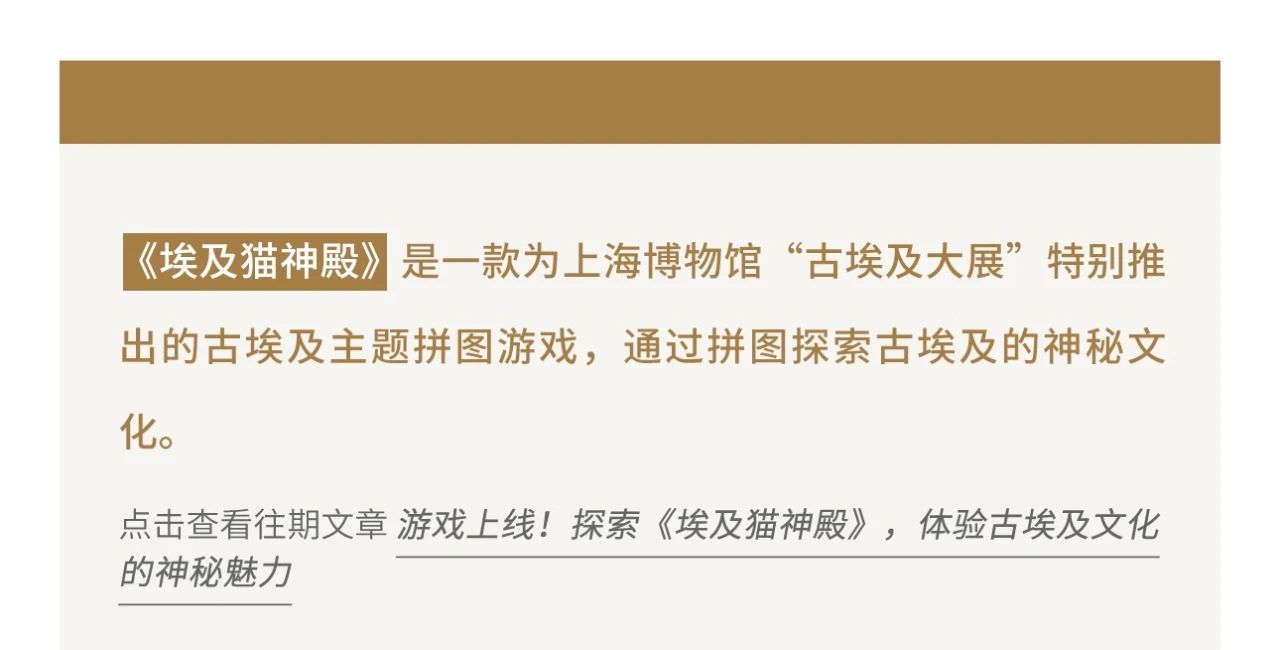 《埃及猫神殿》是一款为上海博物馆“古埃及大展”特别推
出的古埃及主题拼图游戏，通过拼图探索古埃及的神秘文
化。
点击查看往期文章 游戏上线！探索《埃及猫神殿》，体验古埃及文化
的神秘魅力